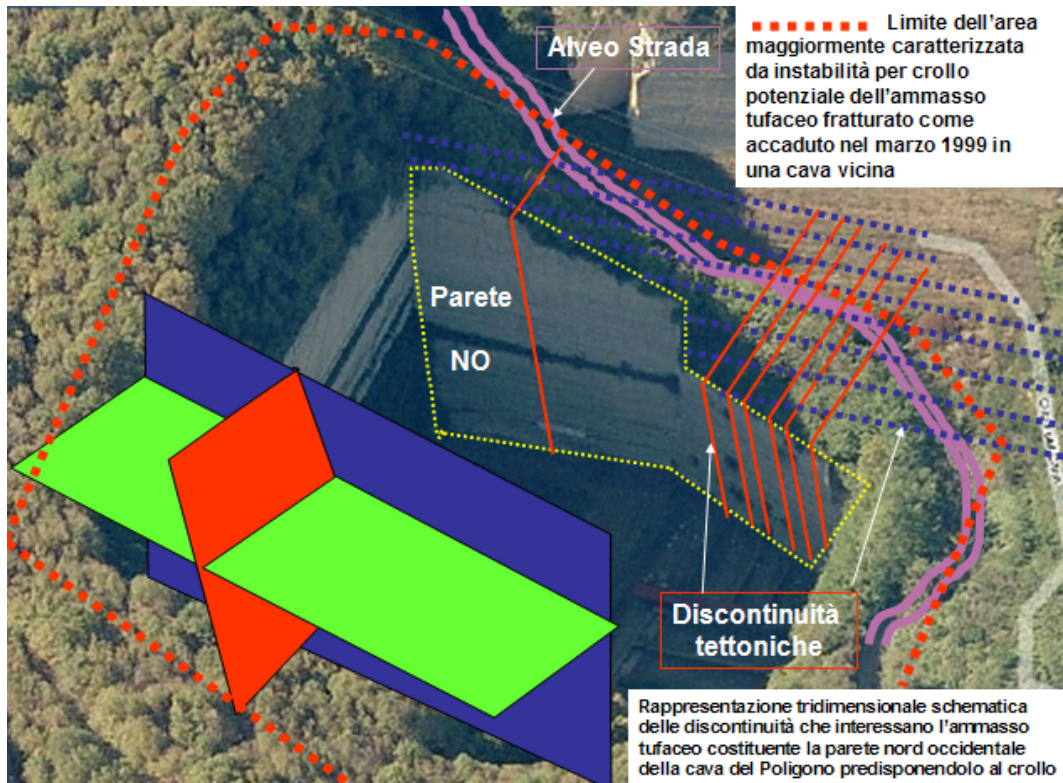 Alveo Strada
Limite dell'area
maggiormente caratterizzata
da instabilità per crollo
potenziale dell'ammasso
tufaceo fratturato come
accaduto nel marzo 1999 in
una cava vicina
Parete
NO
Discontinuità
tettoniche
Rappresentazione tridimensionale schematica
delle discontinuità che interessano l'ammasso
tufaceo costituente la parete nord occidentale
della cava del Poligono predisponendolo al crollo